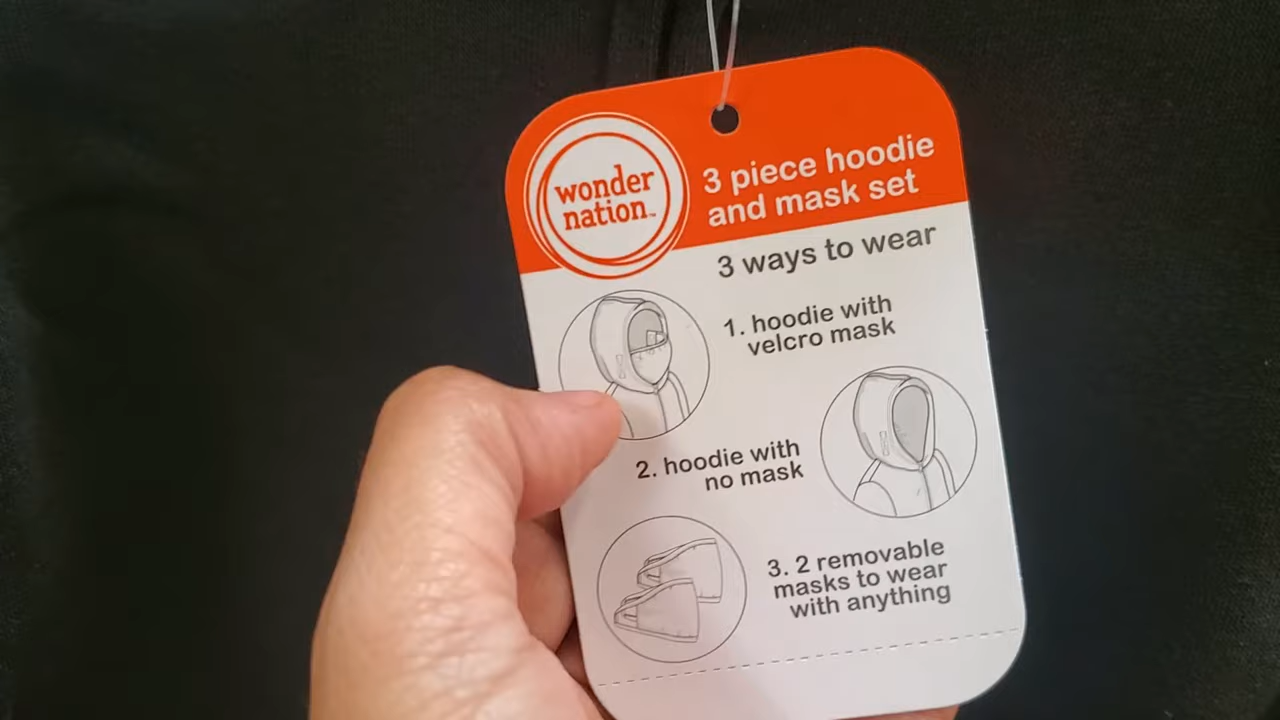 wonder
nation™
3 piece hoodie
and mask set
3 ways to wear
1. hoodie with
velcro mask
2. hoodie with
no mask
3. 2 removable
masks to wear
with anything